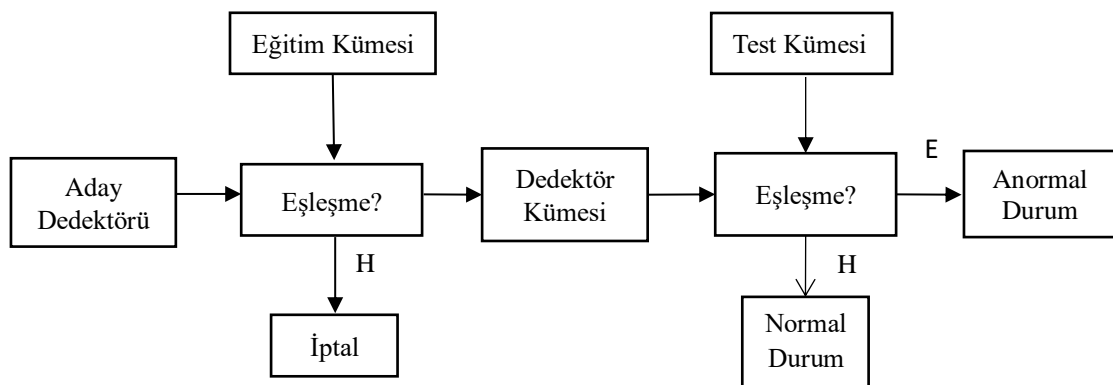 Eğitim Kümesi
Test Kümesi
Aday
Dedektörü
Eşleşme?
Dedektör
Kümesi
Eşleşme?
E
Anormal
Durum
H
H
İptal
Normal
Durum